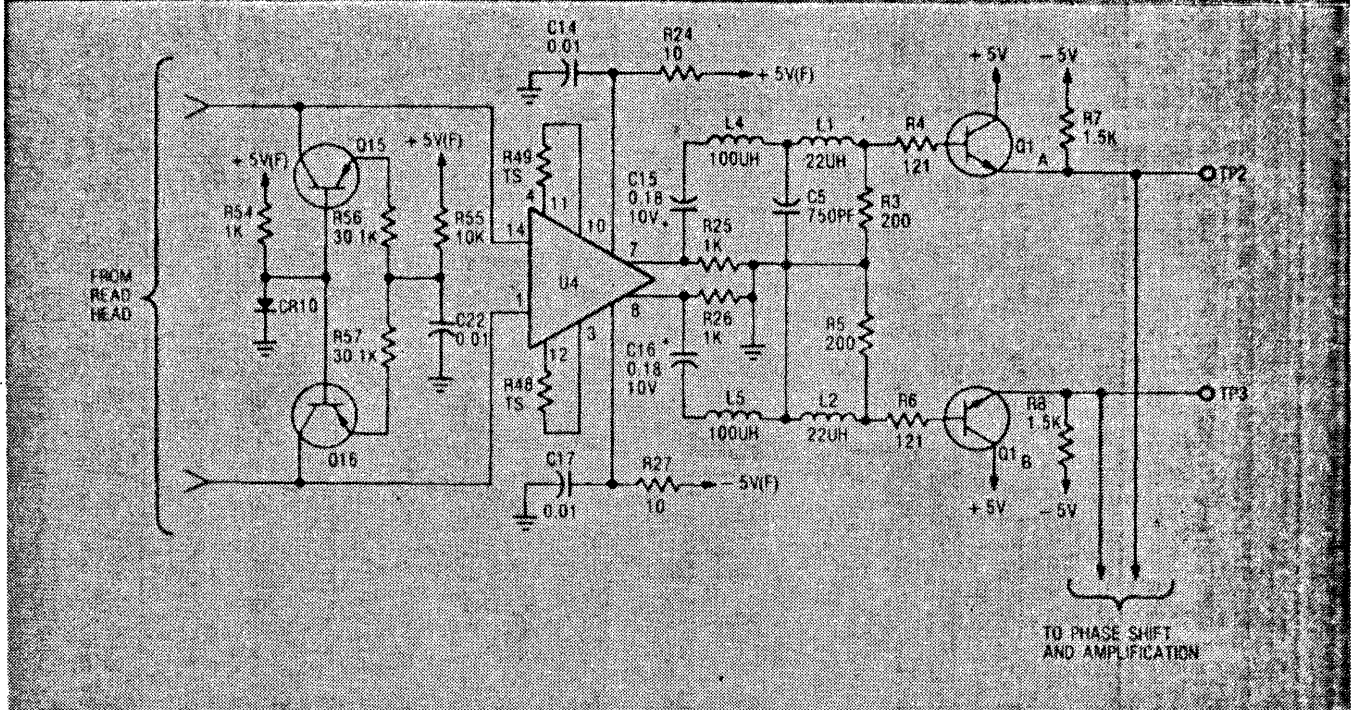 C14
0.01
R24
10
+ 5V(F)
+ 5V
- 5V
Q15
+ 5V(F)
+ 5V(F)
R49
TS
4
11
10
L4
100UH
L1
22UH
R4
121
Q1
A
R7
1.5K
TP2
R54
1K
R56
30.1K
R55
10K
14
C15
0.18
10V
+
R25
1K
C5
750PF
R3
200
7
U4
FROM
READ
HEAD
CR10
1
8
R57
30.1K
C22
0.01
12
3
R26
1K
R5
200
C16
0.18
10V
+
R48
TS
L5
100UH
L2
22UH
R6
121
R8
1.5K
TP3
Q16
Q1
B
C17
0.01
R27
10
- 5V(F)
+ 5V
- 5V
TO PHASE SHIFT
AND AMPLIFICATION